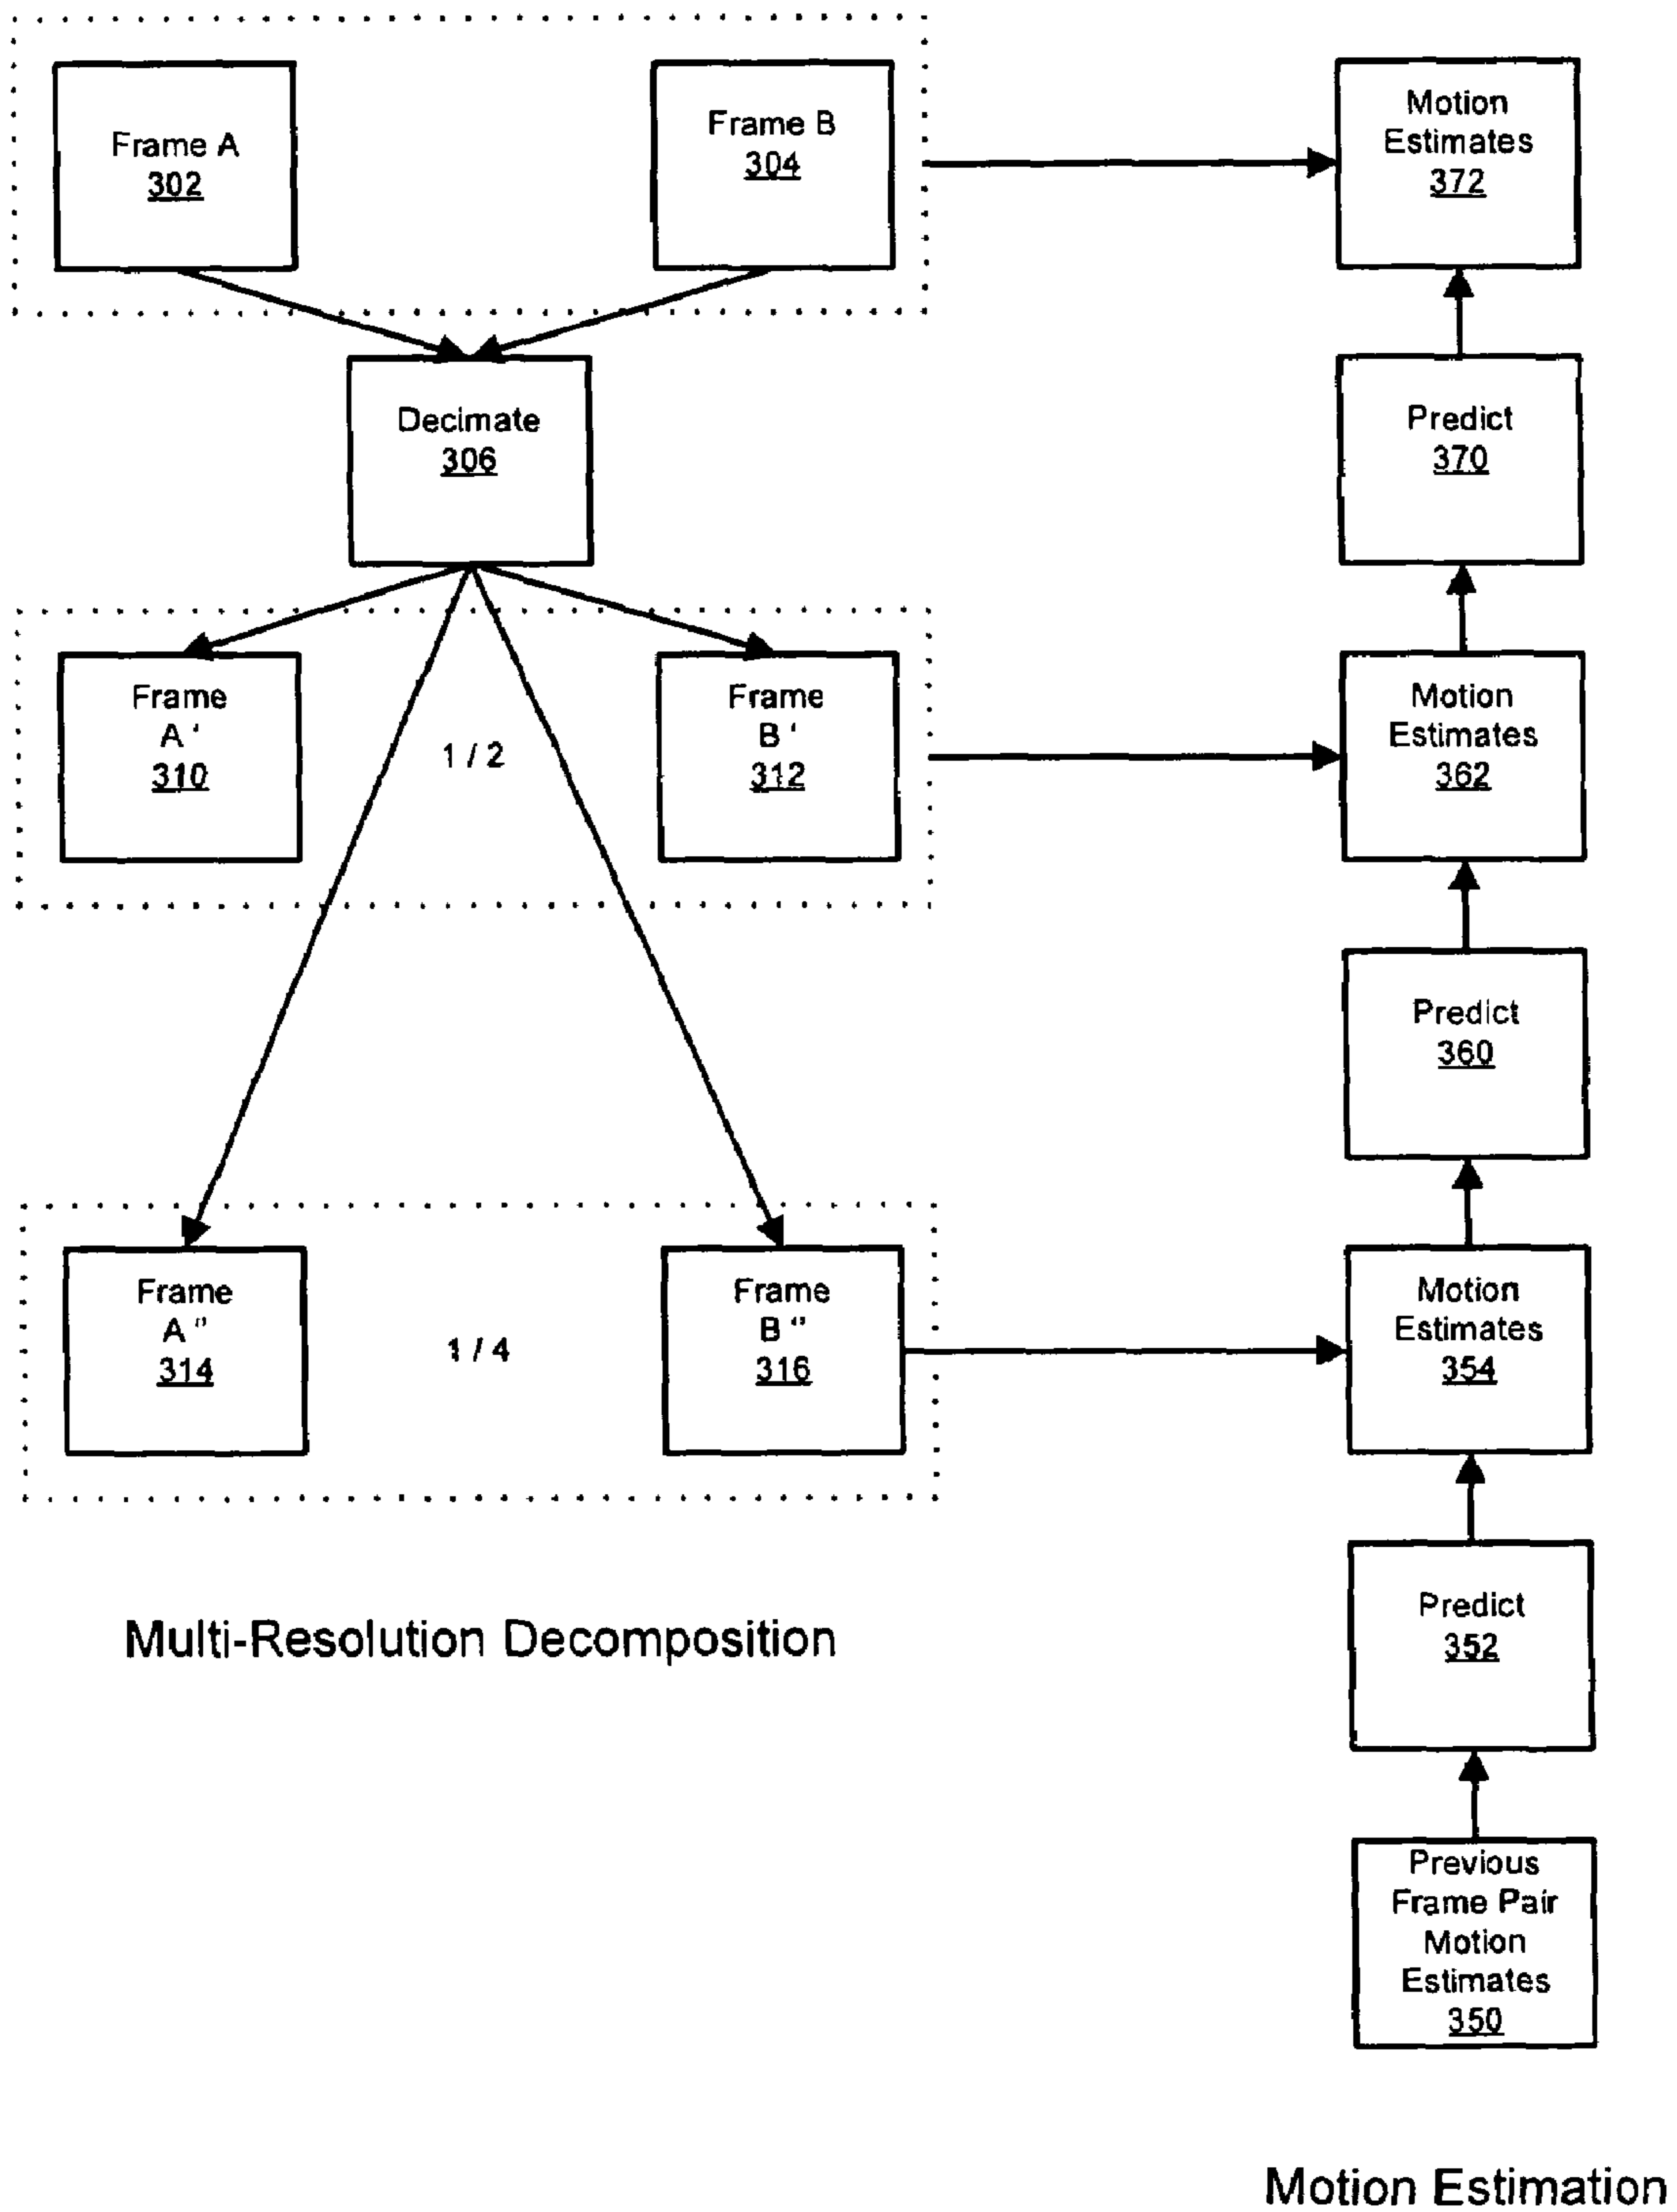 Frame A
302
Frame B
304
Motion
Estimates
372
Decimate
306
Predict
370
Frame
A '
310
1 / 2
Frame
B '
312
Motion
Estimates
362
Predict
360
Frame
A "
314
1 / 4
Frame
B "
316
Motion
Estimates
354
Multi-Resolution Decomposition
Predict
352
Previous
Frame Pair
Motion
Estimates
350
Motion Estimation